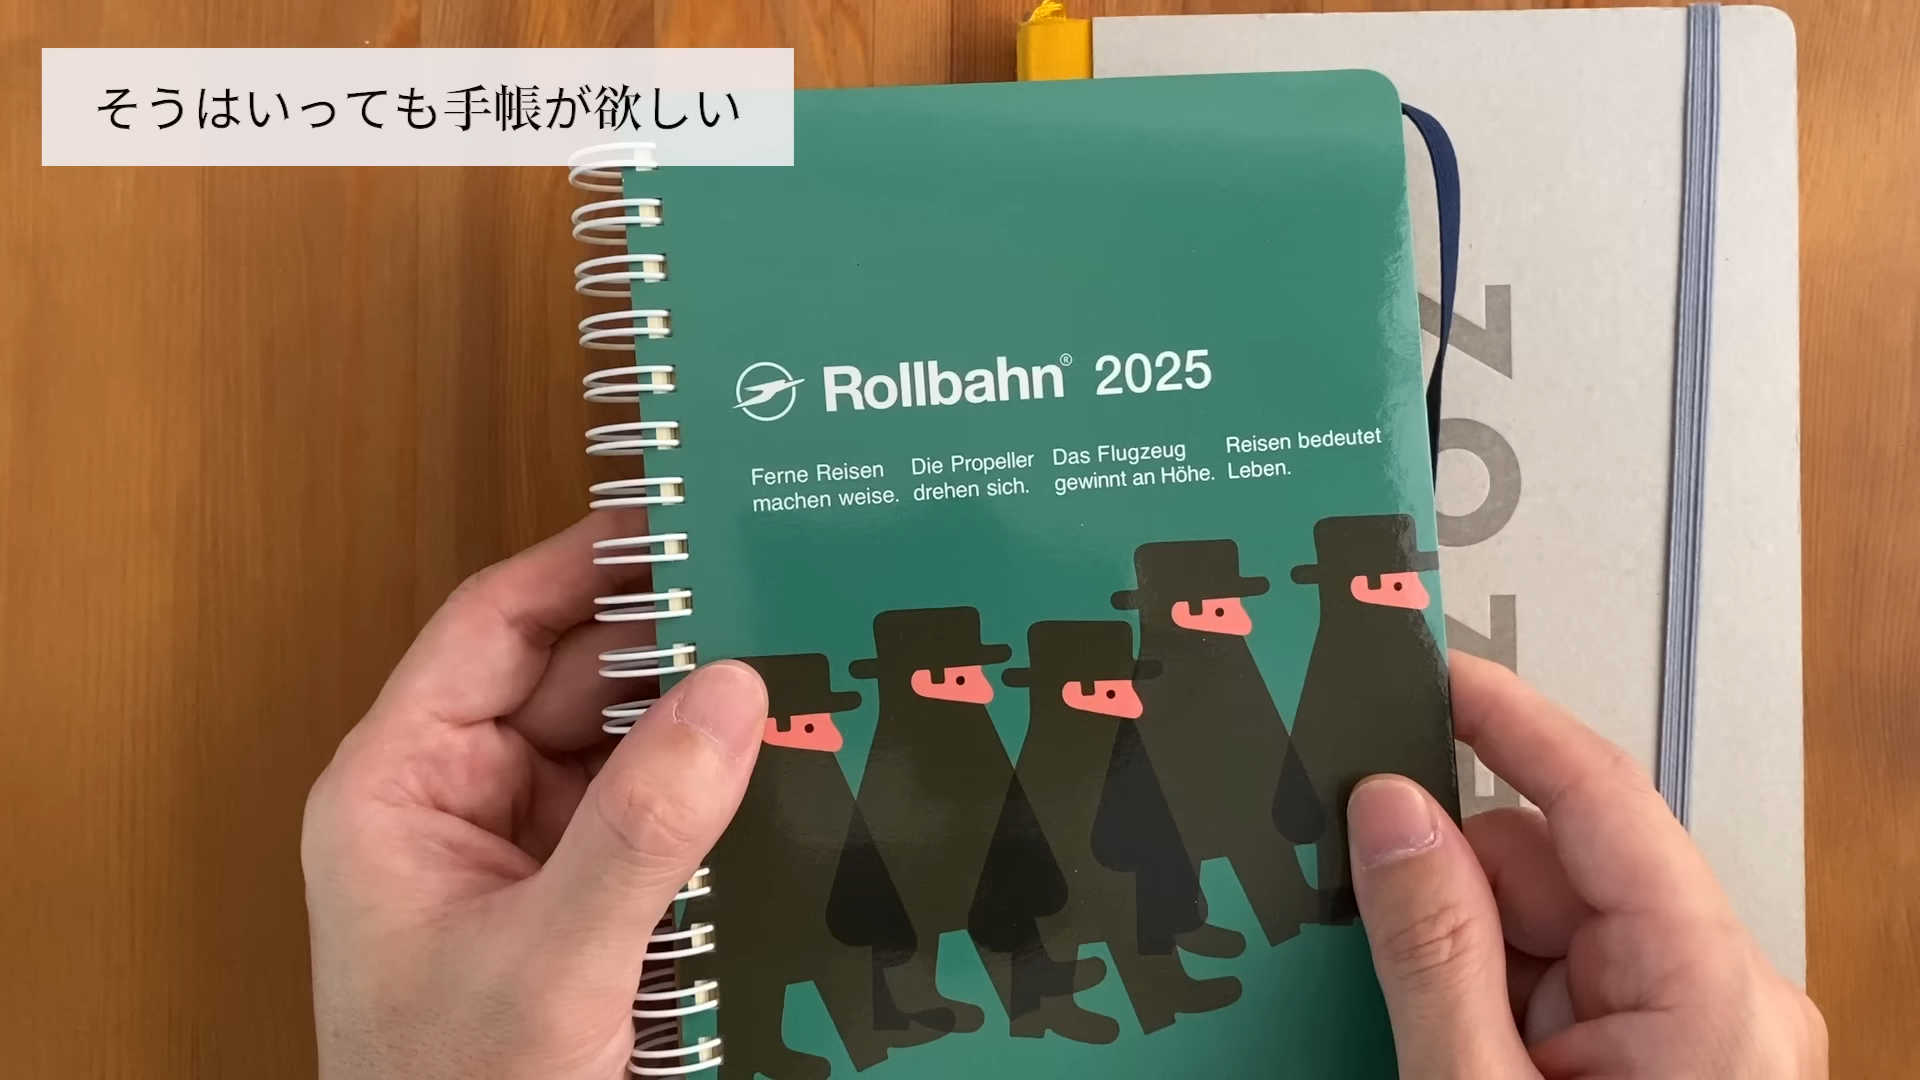 そうはいっても手帳が欲しい
Rollbahn® 2025
Ferne Reisen
machen weise.
Die Propeller
drehen sich.
Das Flugzeug
gewinnt an Höhe.
Reisen bedeutet
Leben.